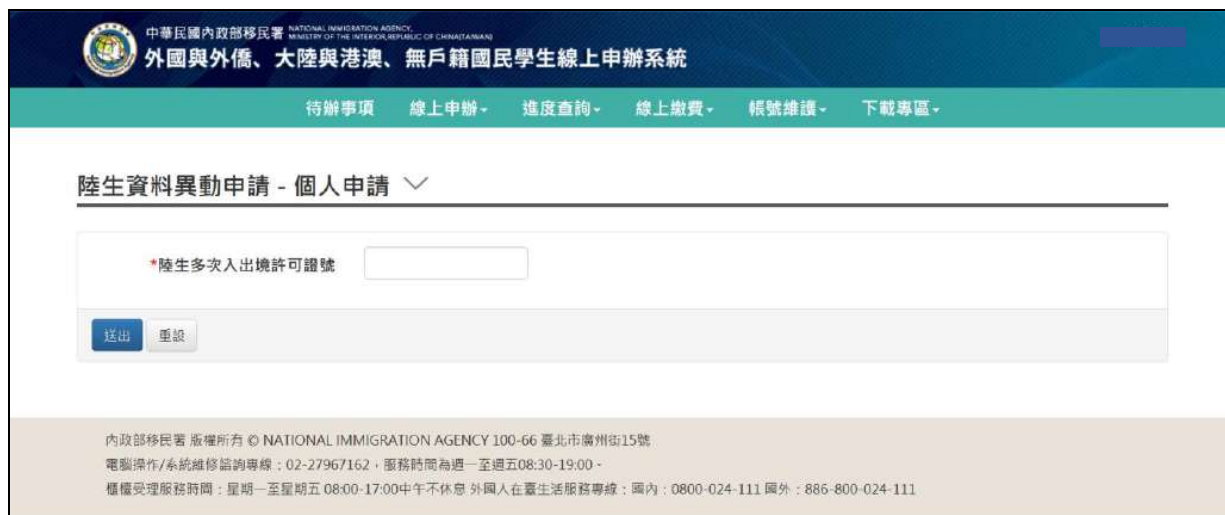 中華民國內政部移民署 NATIONAL IMMIGRATION AGENCY, MINISTRY OF THE INTERIOR,REPUBLIC OF CHINA(TAIWAN)
外國與外僑、大陸與港澳、無戶籍國民學生線上申辦系統
待辦事項 線上申辦 進度查詢 線上繳費 帳號維護 下載專區
陸生資料異動申請 - 個人申請
*陸生多次入出境許可證號
送出 重設
內政部移民署 版權所有 © NATIONAL IMMIGRATION AGENCY 100-66 臺北市廣州街15號
電腦操作/系統維修諮詢專線：02-27967162，服務時間為週一至週五08:30-19:00。
櫃檯受理服務時間：星期一至星期五 08:00-17:00中午不休息 外國人在臺生活服務專線：國內：0800-024-111 國外：886-800-024-111